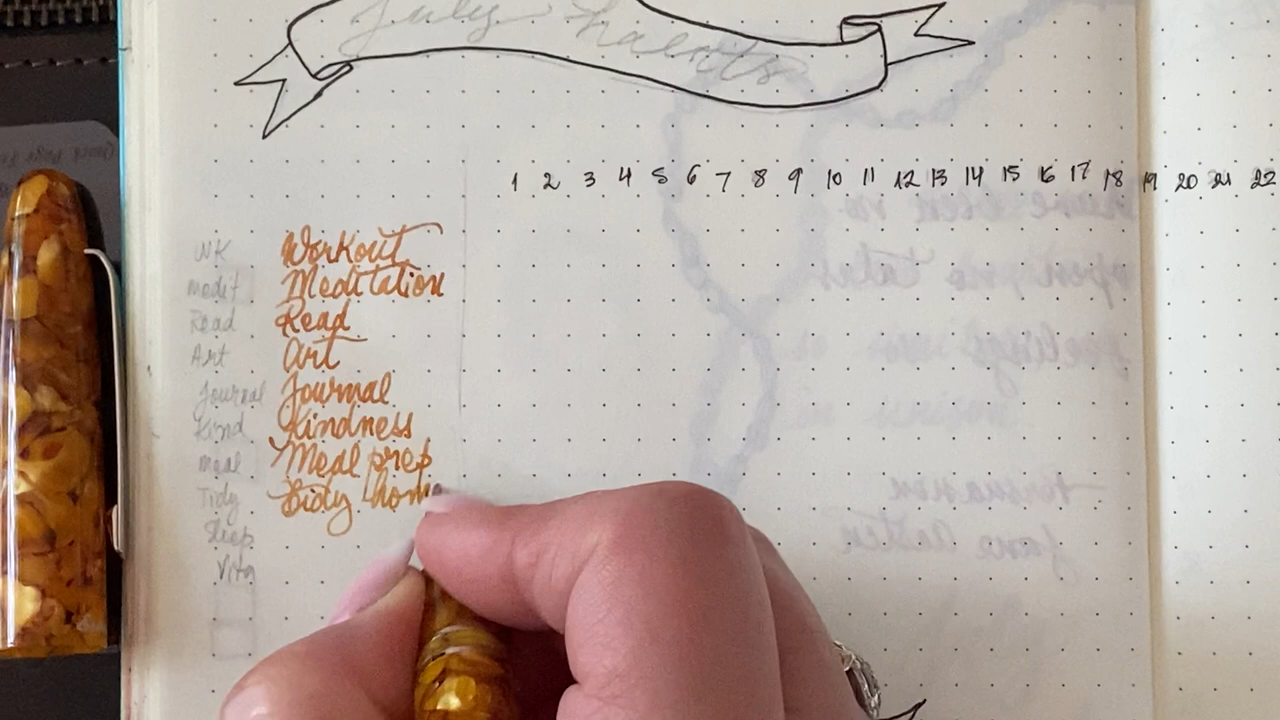 July habits
1 2 3 4 5 6 7 8 9 10 11 12 13 14 15 16 17 18 19 20 21 22
WK Workout
Medit Meditation
Read Read
Art Art
Journal Journal
Kind Kindness
Meal Meal prep
Tidy Tidy home
Sleep